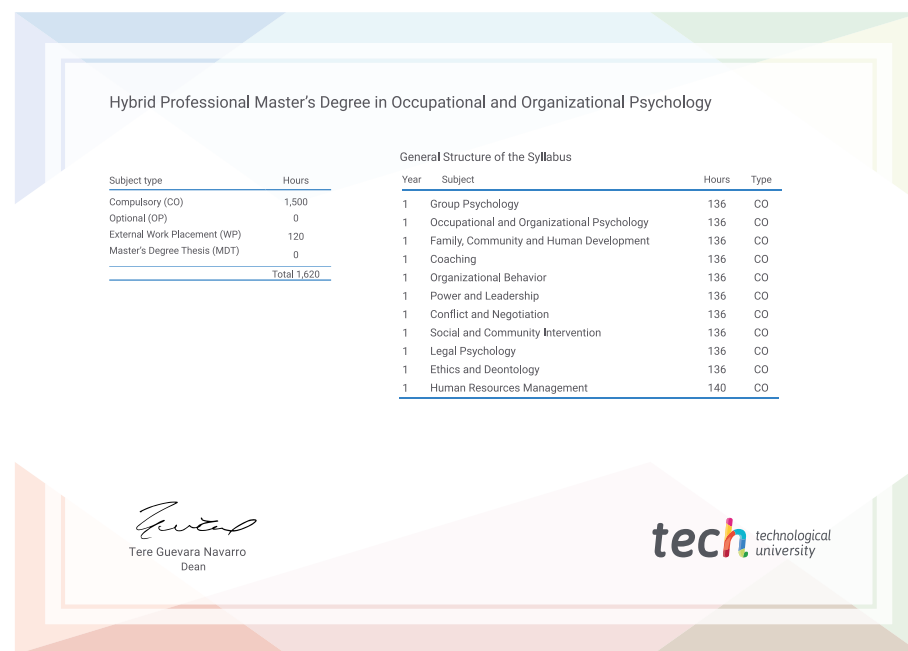 Hybrid Professional Master's Degree in Occupational and Organizational Psychology
Subject type Hours
Compulsory (CO) 1,500
Optional (OP) 0
External Work Placement (WP) 120
Master's Degree Thesis (MDT) 0
Total 1,620
General Structure of the Syllabus
Year Subject Hours Type
1 Group Psychology 136 CO
1 Occupational and Organizational Psychology 136 CO
1 Family, Community and Human Development 136 CO
1 Coaching 136 CO
1 Organizational Behavior 136 CO
1 Power and Leadership 136 CO
1 Conflict and Negotiation 136 CO
1 Social and Community Intervention 136 CO
1 Legal Psychology 136 CO
1 Ethics and Deontology 136 CO
1 Human Resources Management 140 CO
Tere Guevara Navarro
Dean
tech technological
university